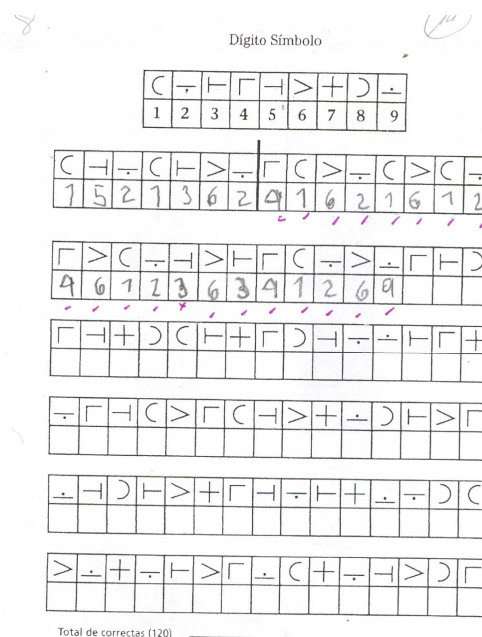 Dígito Símbolo
1 2 3 4 5 6 7 8 9
1 5 2 1 3 6 2 4 1 6 2 1 6 1 2
4 6 1 2 3 6 3 4 1 2 6 9
Total de correctas (120)